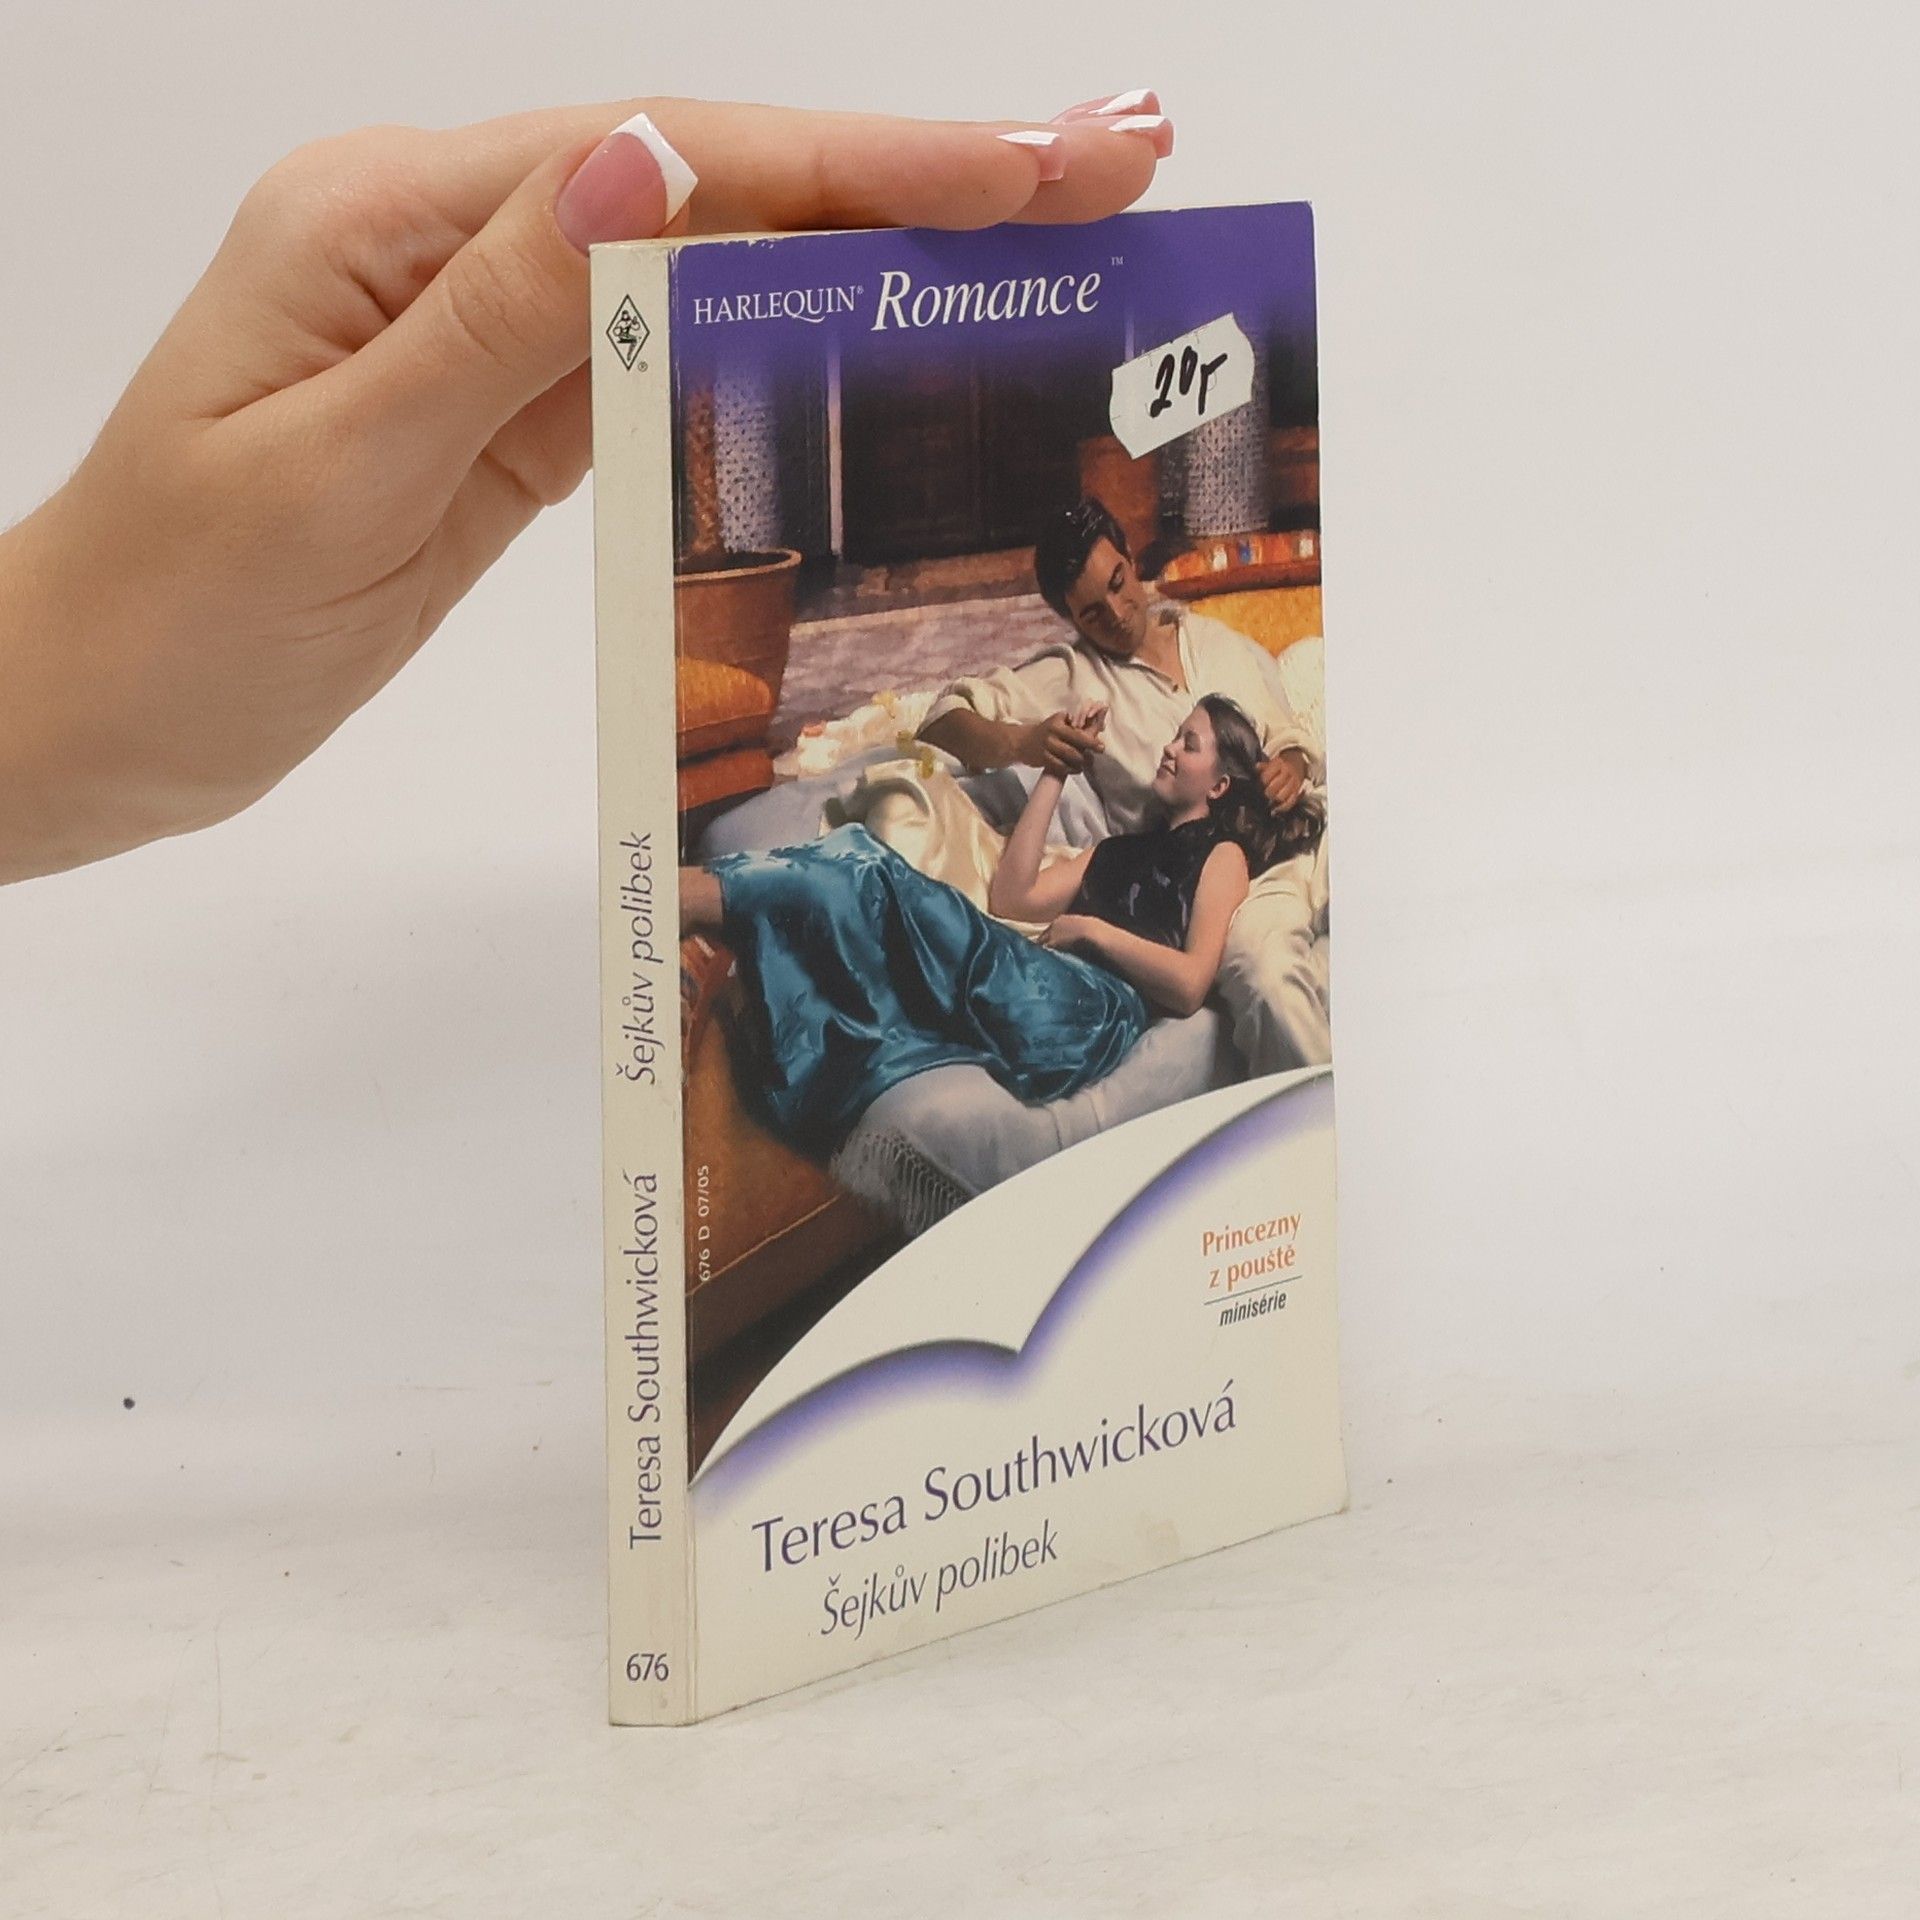 HARLEQUIN® Romance™
20,-
Princezny
z pouště
minisérie
676 D 07/05
Teresa Southwicková
Šejkův polibek
Teresa Southwicková Šejkův polibek
676
®